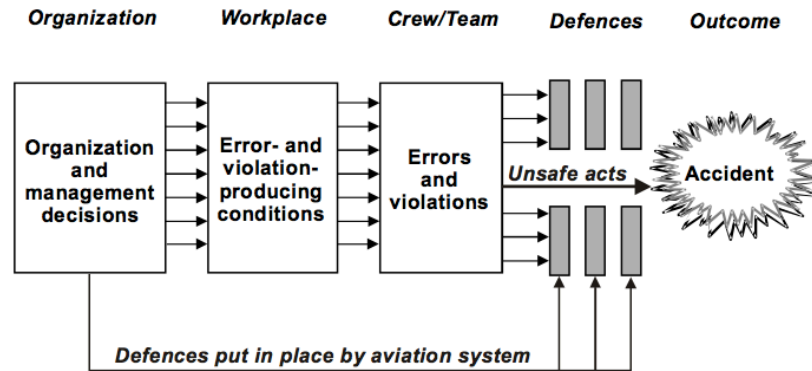 Organization Workplace Crew/Team Defences Outcome
Organization
and
management
decisions
Error- and
violation-
producing
conditions
Errors
and
violations
Unsafe acts
Accident
Defences put in place by aviation system